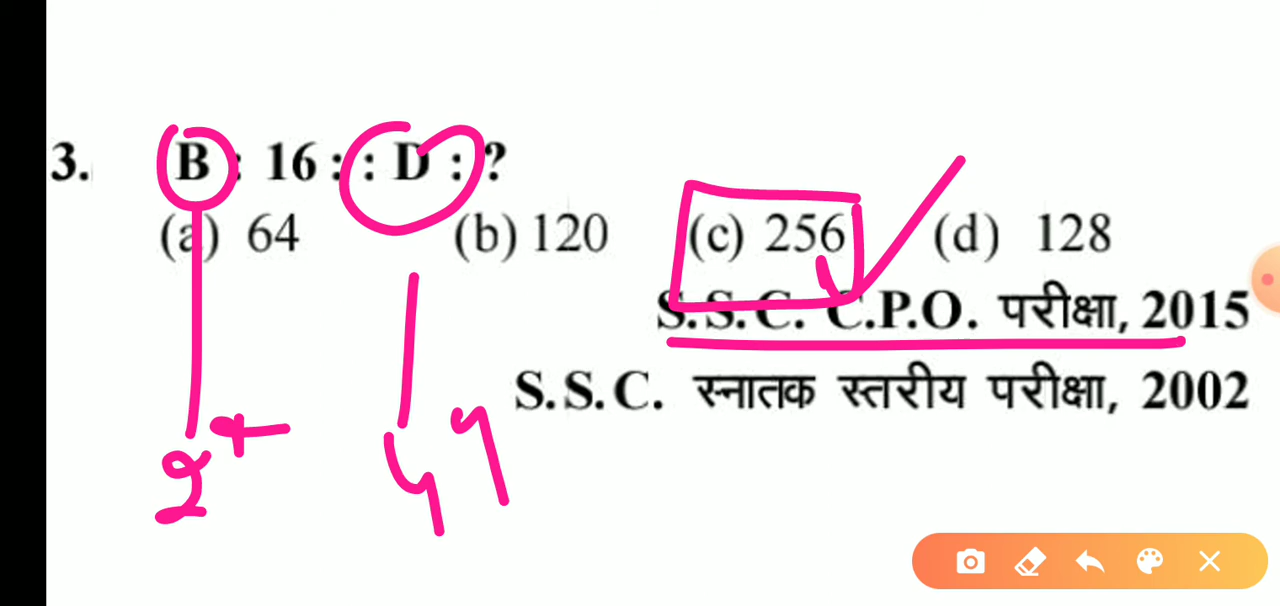 3. B : 16 : : D : ?
(a) 64 (b) 120 (c) 256 (d) 128
S.S.C. C.P.O. परीक्षा, 2015
S.S.C. स्नातक स्तरीय परीक्षा, 2002
2⁴ 4⁴